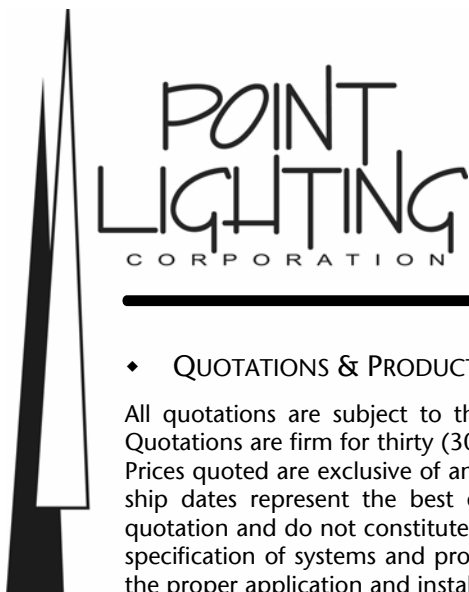 POINT
LIGHTING
CORPORATION
◆ QUOTATIONS & PRODUCT
All quotations are subject to th
Quotations are firm for thirty (30
Prices quoted are exclusive of an
ship dates represent the best e
quotation and do not constitute
specification of systems and pro
the proper application and instal